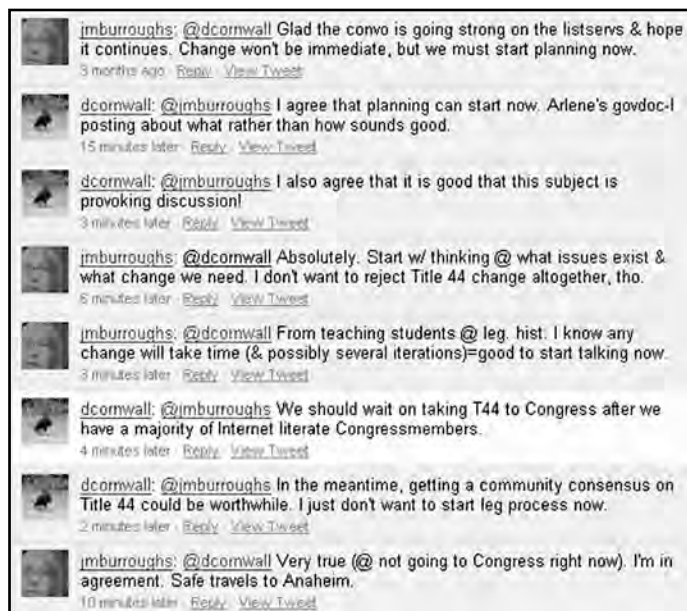 jmburroughs: @dcornwall Glad the convo is going strong on the listservs & hope
it continues. Change won't be immediate, but we must start planning now.
3 months ago · Reply · View Tweet
dcornwall: @jmburroughs I agree that planning can start now. Arlene's govdoc-l
posting about what rather than how sounds good.
15 minutes later · Reply · View Tweet
dcornwall: @jmburroughs I also agree that it is good that this subject is
provoking discussion!
3 minutes later · Reply · View Tweet
jmburroughs: @dcornwall Absolutely. Start w/ thinking @ what issues exist &
what change we need. I don't want to reject Title 44 change altogether, tho.
6 minutes later · Reply · View Tweet
jmburroughs: @dcornwall From teaching students @ leg. hist. I know any
change will take time (& possibly several iterations)=good to start talking now.
3 minutes later · Reply · View Tweet
dcornwall: @jmburroughs We should wait on taking T44 to Congress after we
have a majority of Internet literate Congressmembers.
4 minutes later · Reply · View Tweet
dcornwall: @jmburroughs In the meantime, getting a community consensus on
Title 44 could be worthwhile. I just don't want to start leg process now.
2 minutes later · Reply · View Tweet
jmburroughs: @dcornwall Very true (@ not going to Congress right now). I'm in
agreement. Safe travels to Anaheim.
10 minutes later · Reply · View Tweet